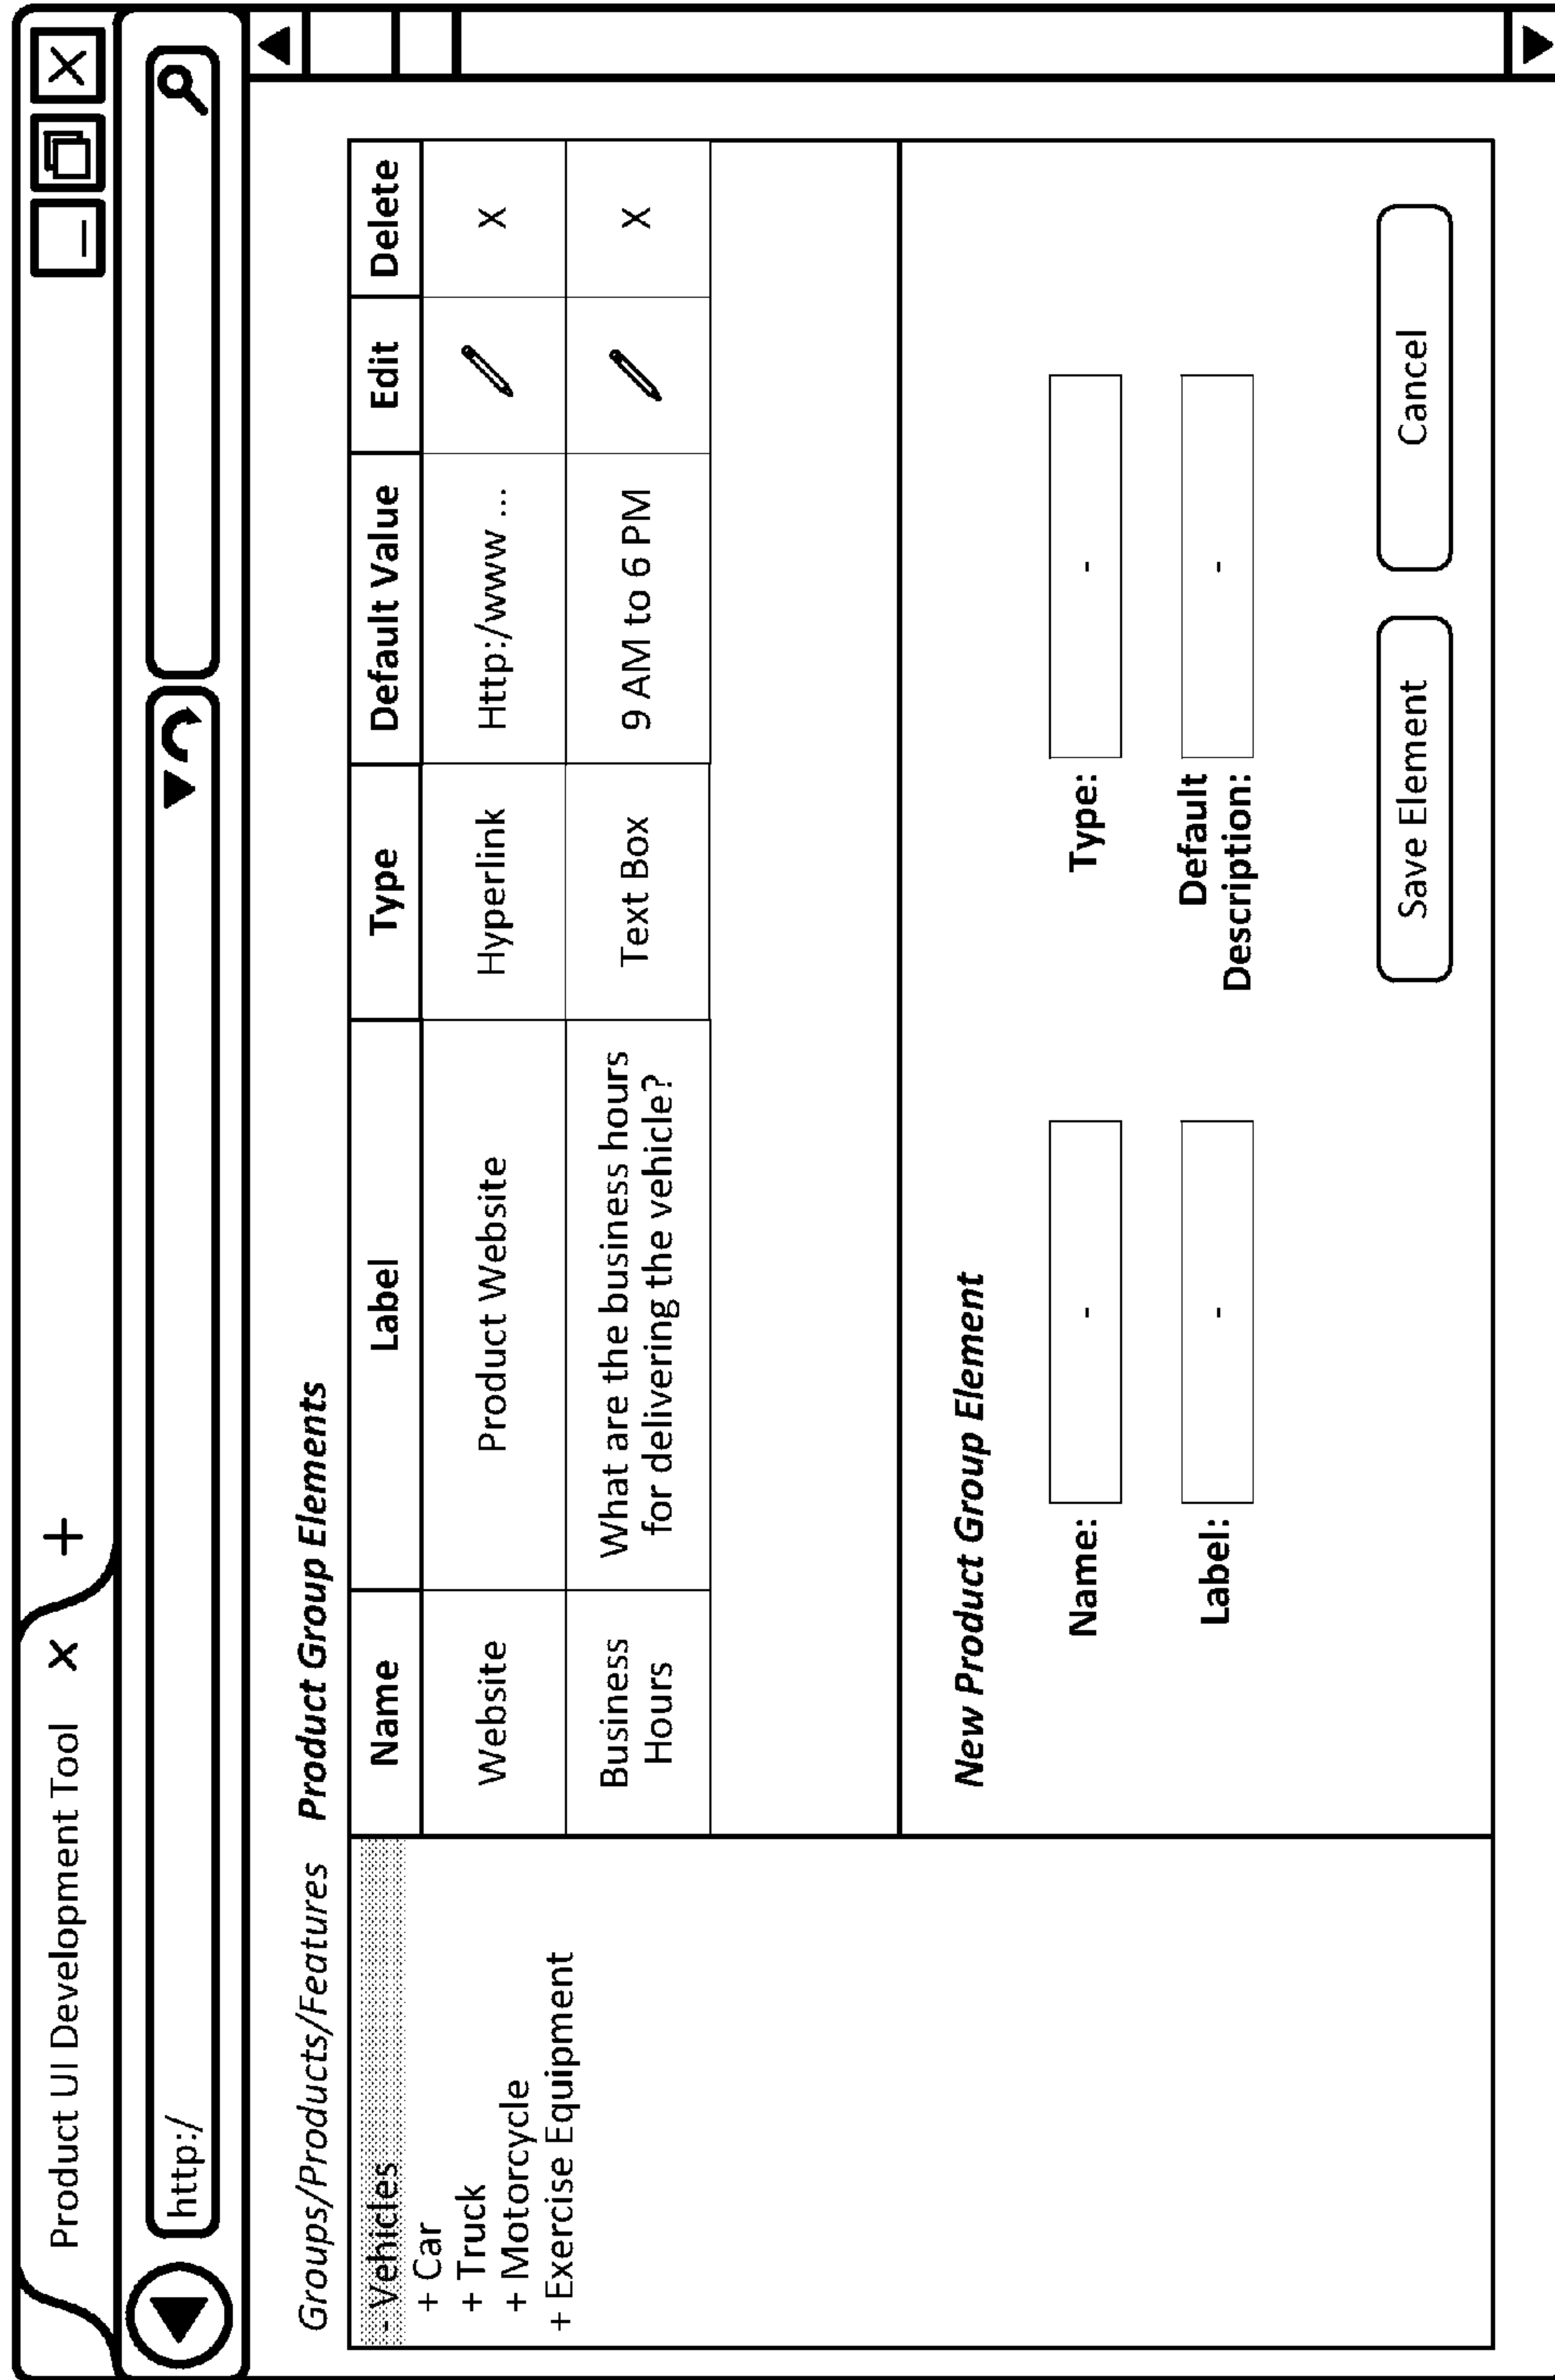 Product UI Development Tool X +
http:/
Groups/Products/Features
- Vehicles
+ Car
+ Truck
+ Motorcycle
+ Exercise Equipment
Product Group Elements
Name Label Type Default Value Edit Delete
Website Product Website Hyperlink Http:/www ... X
Business
Hours
What are the business hours
for delivering the vehicle?
Text Box 9 AM to 6 PM X
New Product Group Element
Name: - Type: -
Label: - Default
Description: -
Save Element Cancel